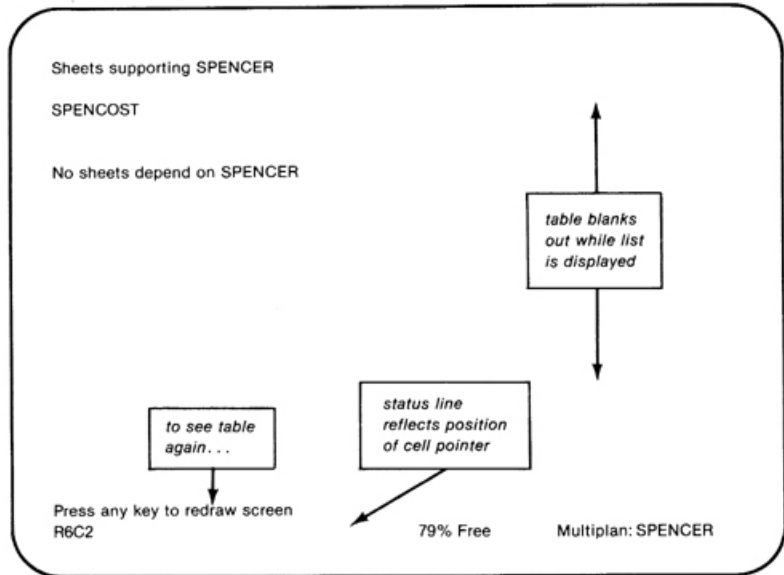 Sheets supporting SPENCER
SPENCOST
No sheets depend on SPENCER
table blanks
out while list
is displayed
status line
reflects position
of cell pointer
to see table
again...
Press any key to redraw screen
R6C2 79% Free Multiplan: SPENCER